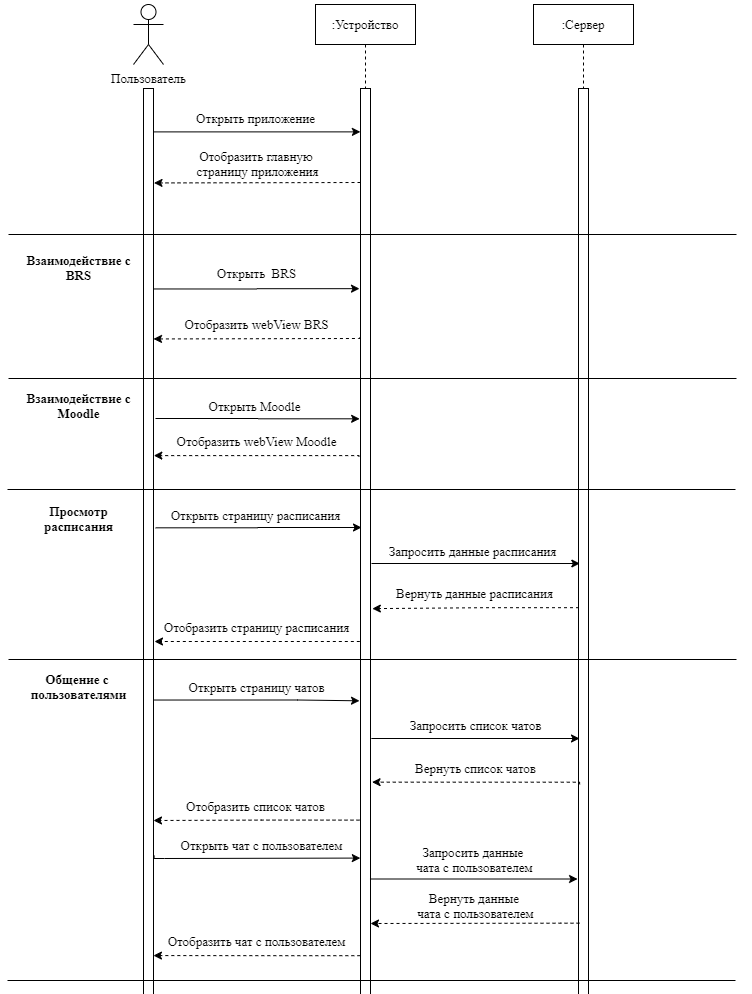 :Устройство
:Сервер
Пользователь
Открыть приложение
Отобразить главную
страницу приложения
Взаимодействие с
BRS
Открыть BRS
Отобразить webView BRS
Взаимодействие с
Moodle
Открыть Moodle
Отобразить webView Moodle
Просмотр
расписания
Открыть страницу расписания
Запросить данные расписания
Вернуть данные расписания
Отобразить страницу расписания
Общение с
пользователями
Открыть страницу чатов
Запросить список чатов
Вернуть список чатов
Отобразить список чатов
Открыть чат с пользователем
Запросить данные
чата с пользователем
Вернуть данные
чата с пользователем
Отобразить чат с пользователем